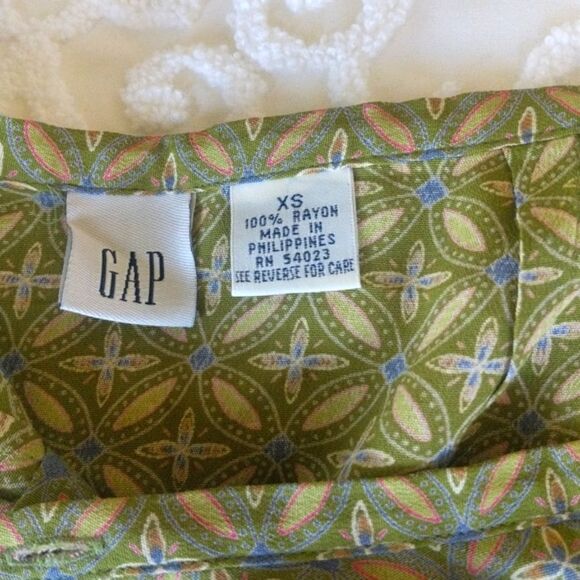 GAP
XS
100% RAYON
MADE IN
PHILIPPINES
RN 54023
SEE REVERSE FOR CARE